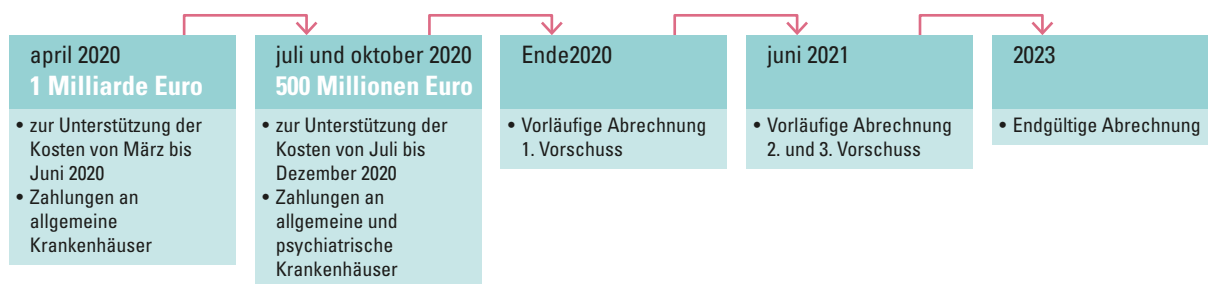 april 2020
1 Milliarde Euro
• zur Unterstützung der
Kosten von März bis
Juni 2020
• Zahlungen an
allgemeine
Krankenhäuser
juli und oktober 2020
500 Millionen Euro
• zur Unterstützung der
Kosten von Juli bis
Dezember 2020
• Zahlungen an
allgemeine und
psychiatrische
Krankenhäuser
Ende2020
• Vorläufige Abrechnung
1. Vorschuss
juni 2021
• Vorläufige Abrechnung
2. und 3. Vorschuss
2023
• Endgültige Abrechnung